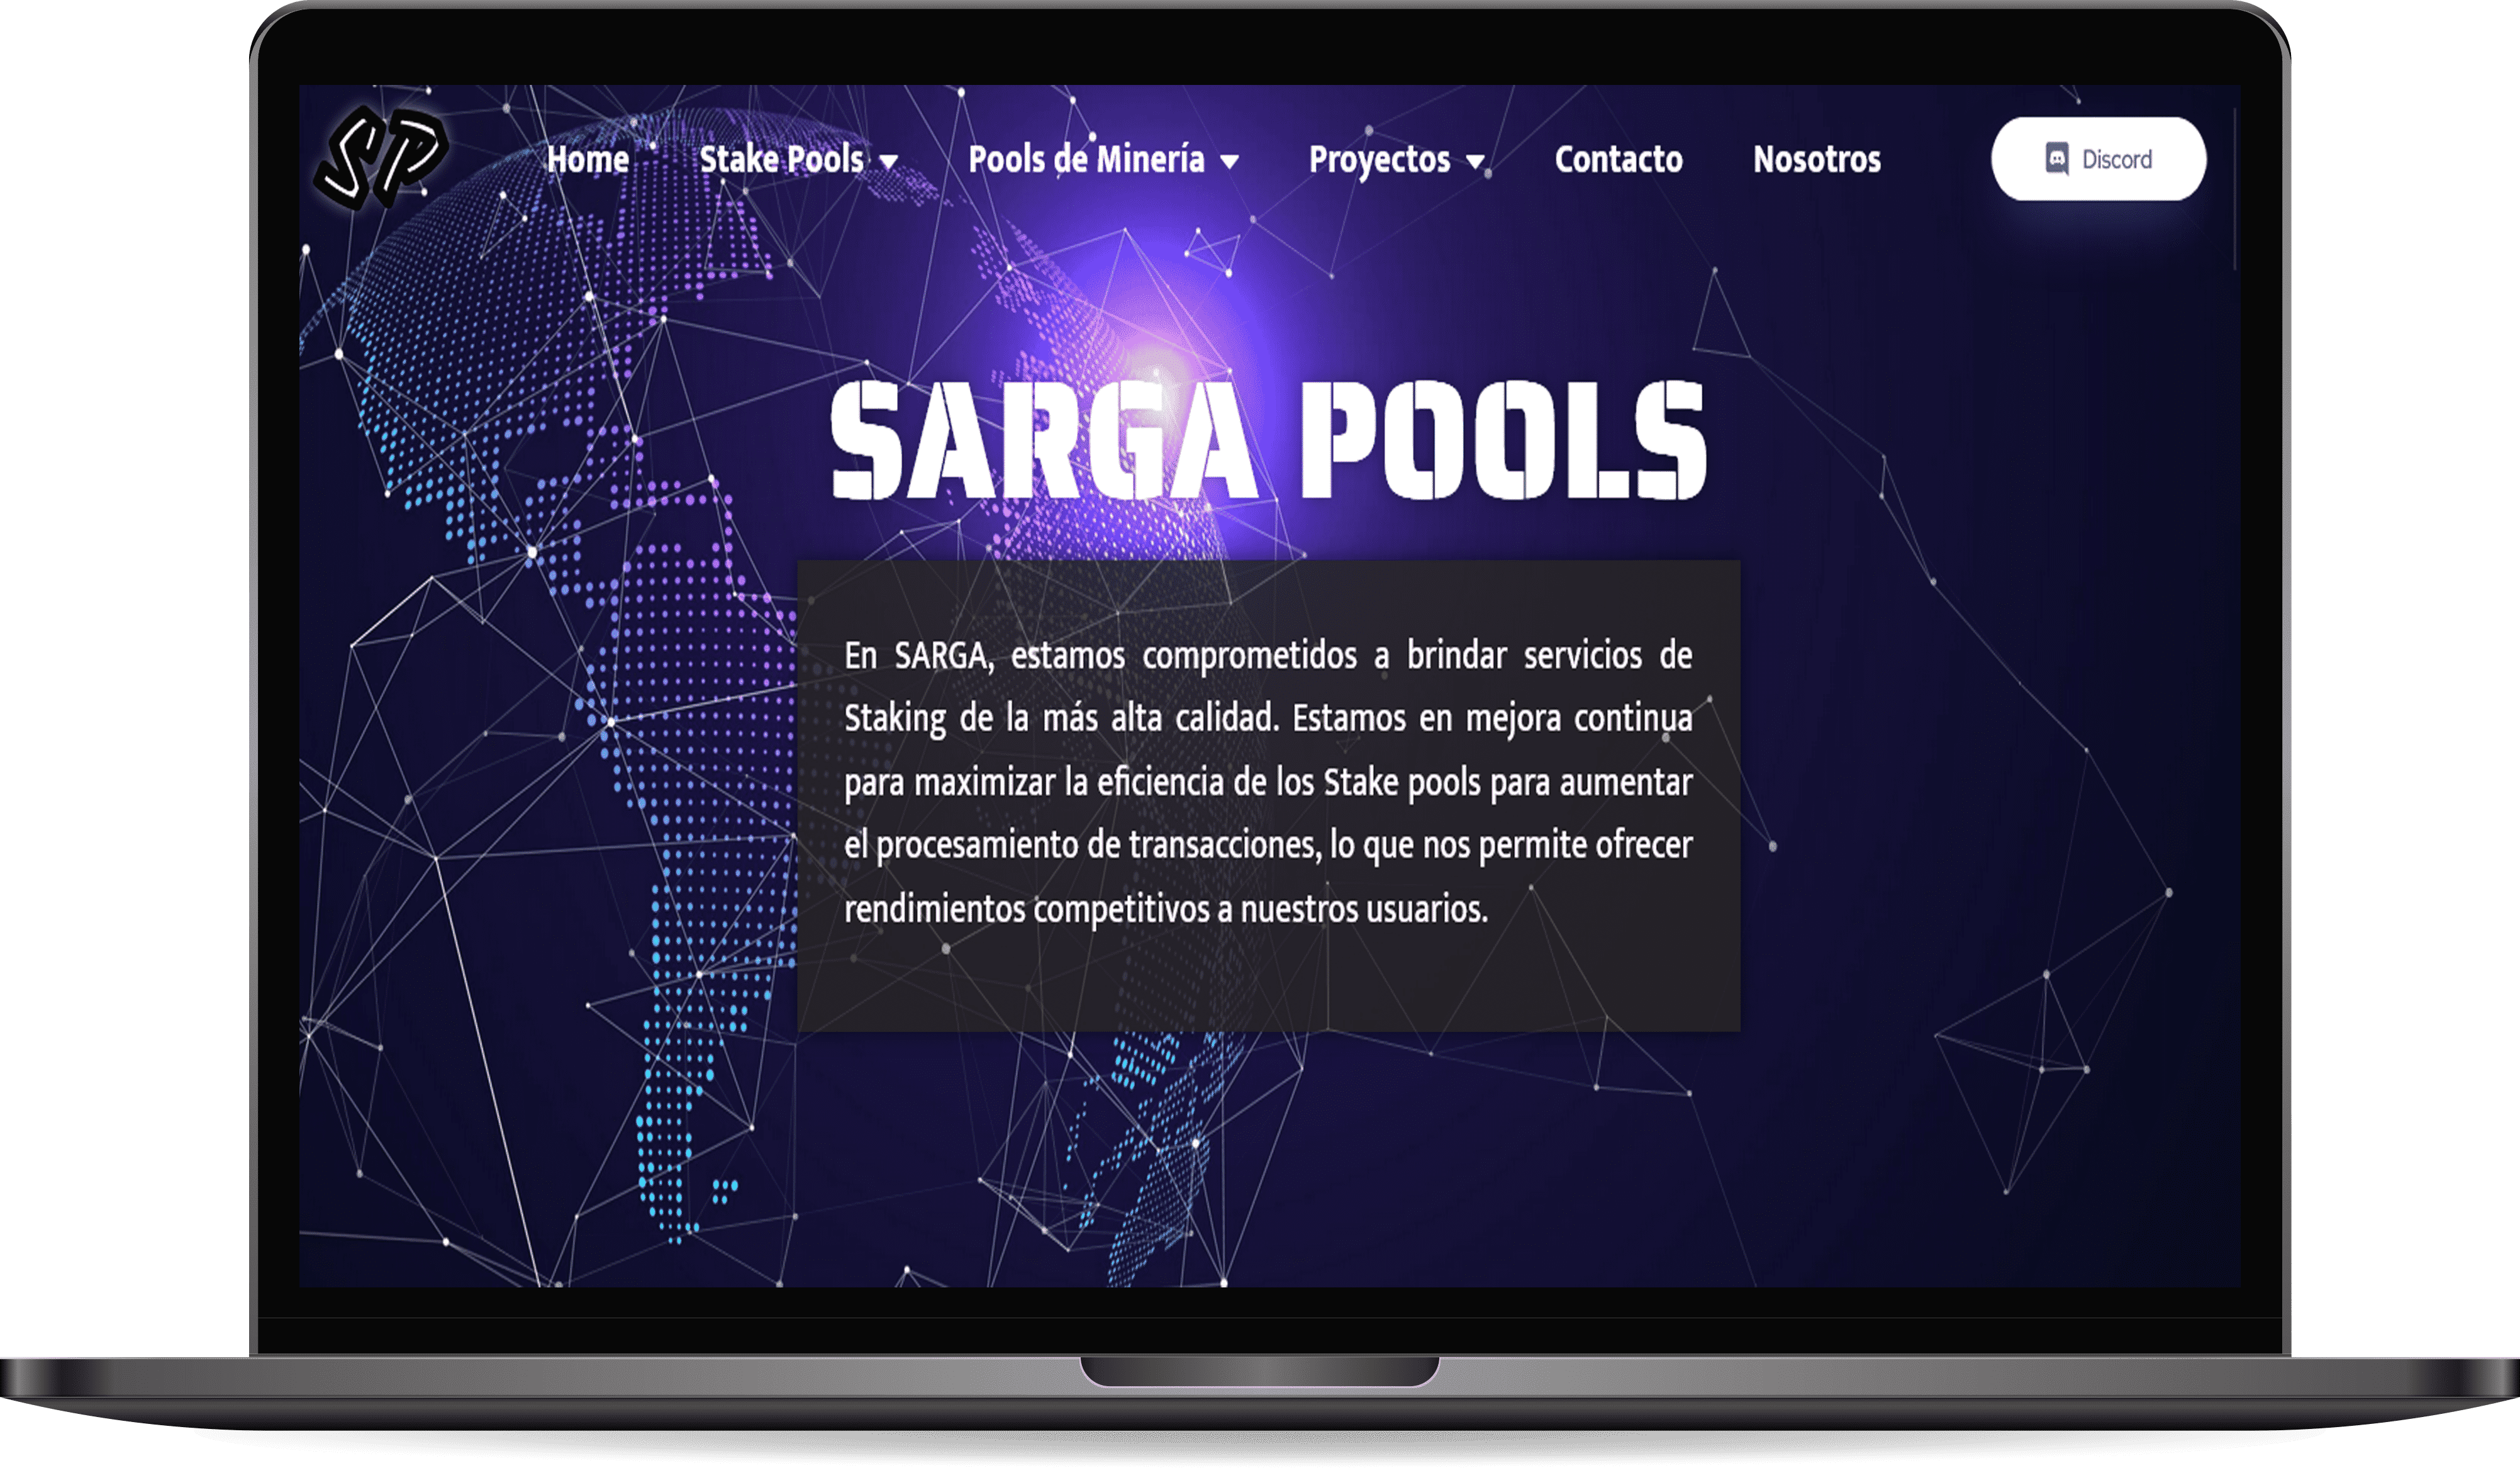 SP
Home Stake Pools Pools de Minería Proyectos Contacto Nosotros Discord
SARGA POOLS
En SARGA, estamos comprometidos a brindar servicios de
Staking de la más alta calidad. Estamos en mejora continua
para maximizar la eficiencia de los Stake pools para aumentar
el procesamiento de transacciones, lo que nos permite ofrecer
rendimientos competitivos a nuestros usuarios.